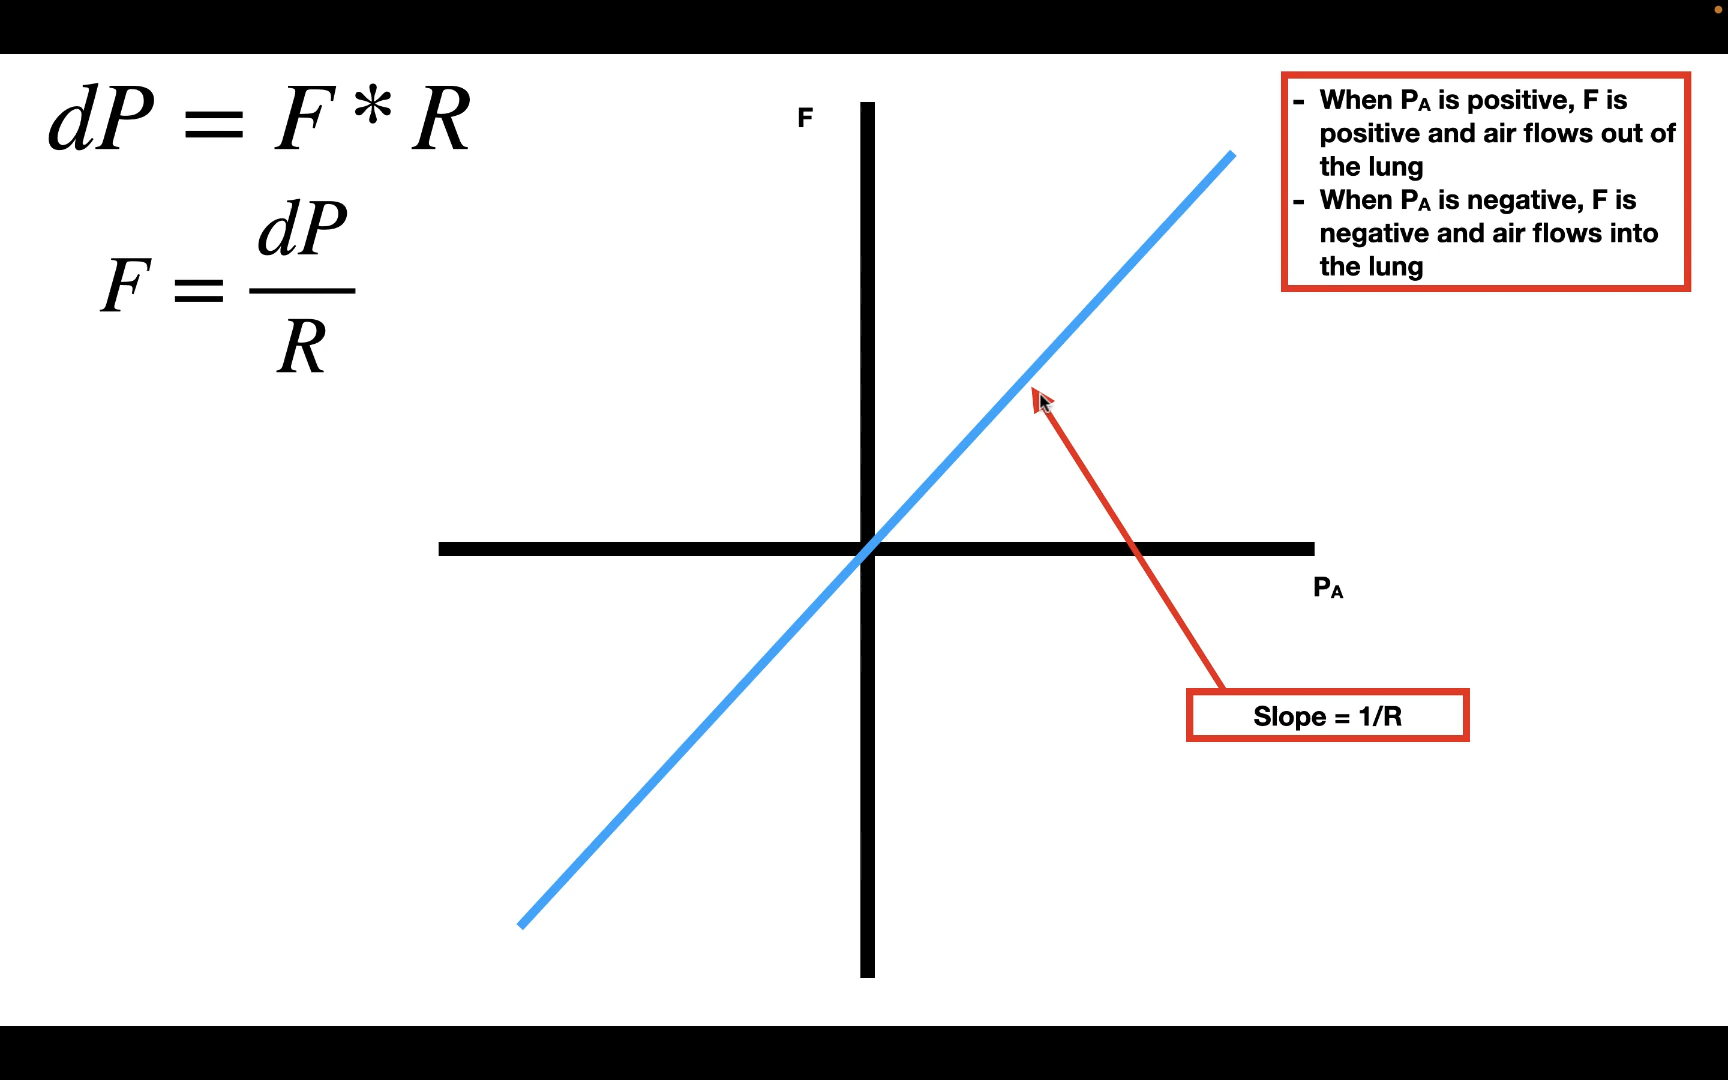 dP = F * R
F = dP / R
F
- When PA is positive, F is
positive and air flows out of
the lung
- When PA is negative, F is
negative and air flows into
the lung
PA
Slope = 1/R